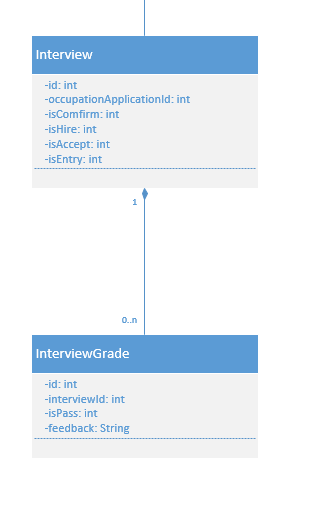 Interview
-id: int
-occupationApplicationId: int
-isComfirm: int
-isHire: int
-isAccept: int
-isEntry: int
1
0..n
InterviewGrade
-id: int
-interviewId: int
-isPass: int
-feedback: String